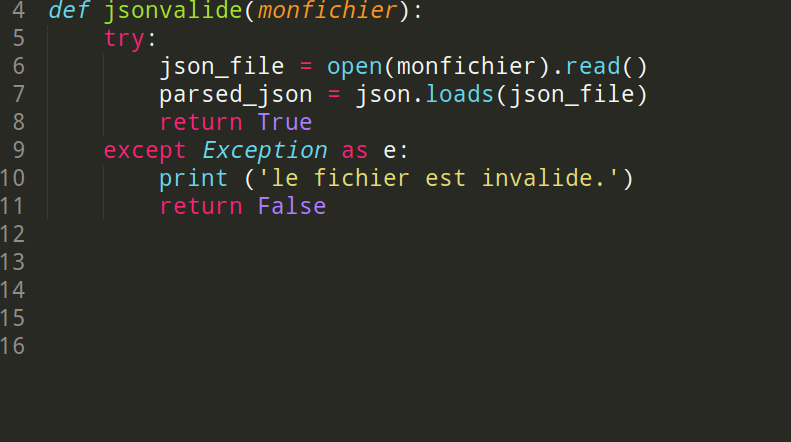 4 def jsonvalide(monfichier):
5     try:
6         json_file = open(monfichier).read()
7         parsed_json = json.loads(json_file)
8         return True
9     except Exception as e:
10         print ('le fichier est invalide.')
11         return False
12
13
14
15
16